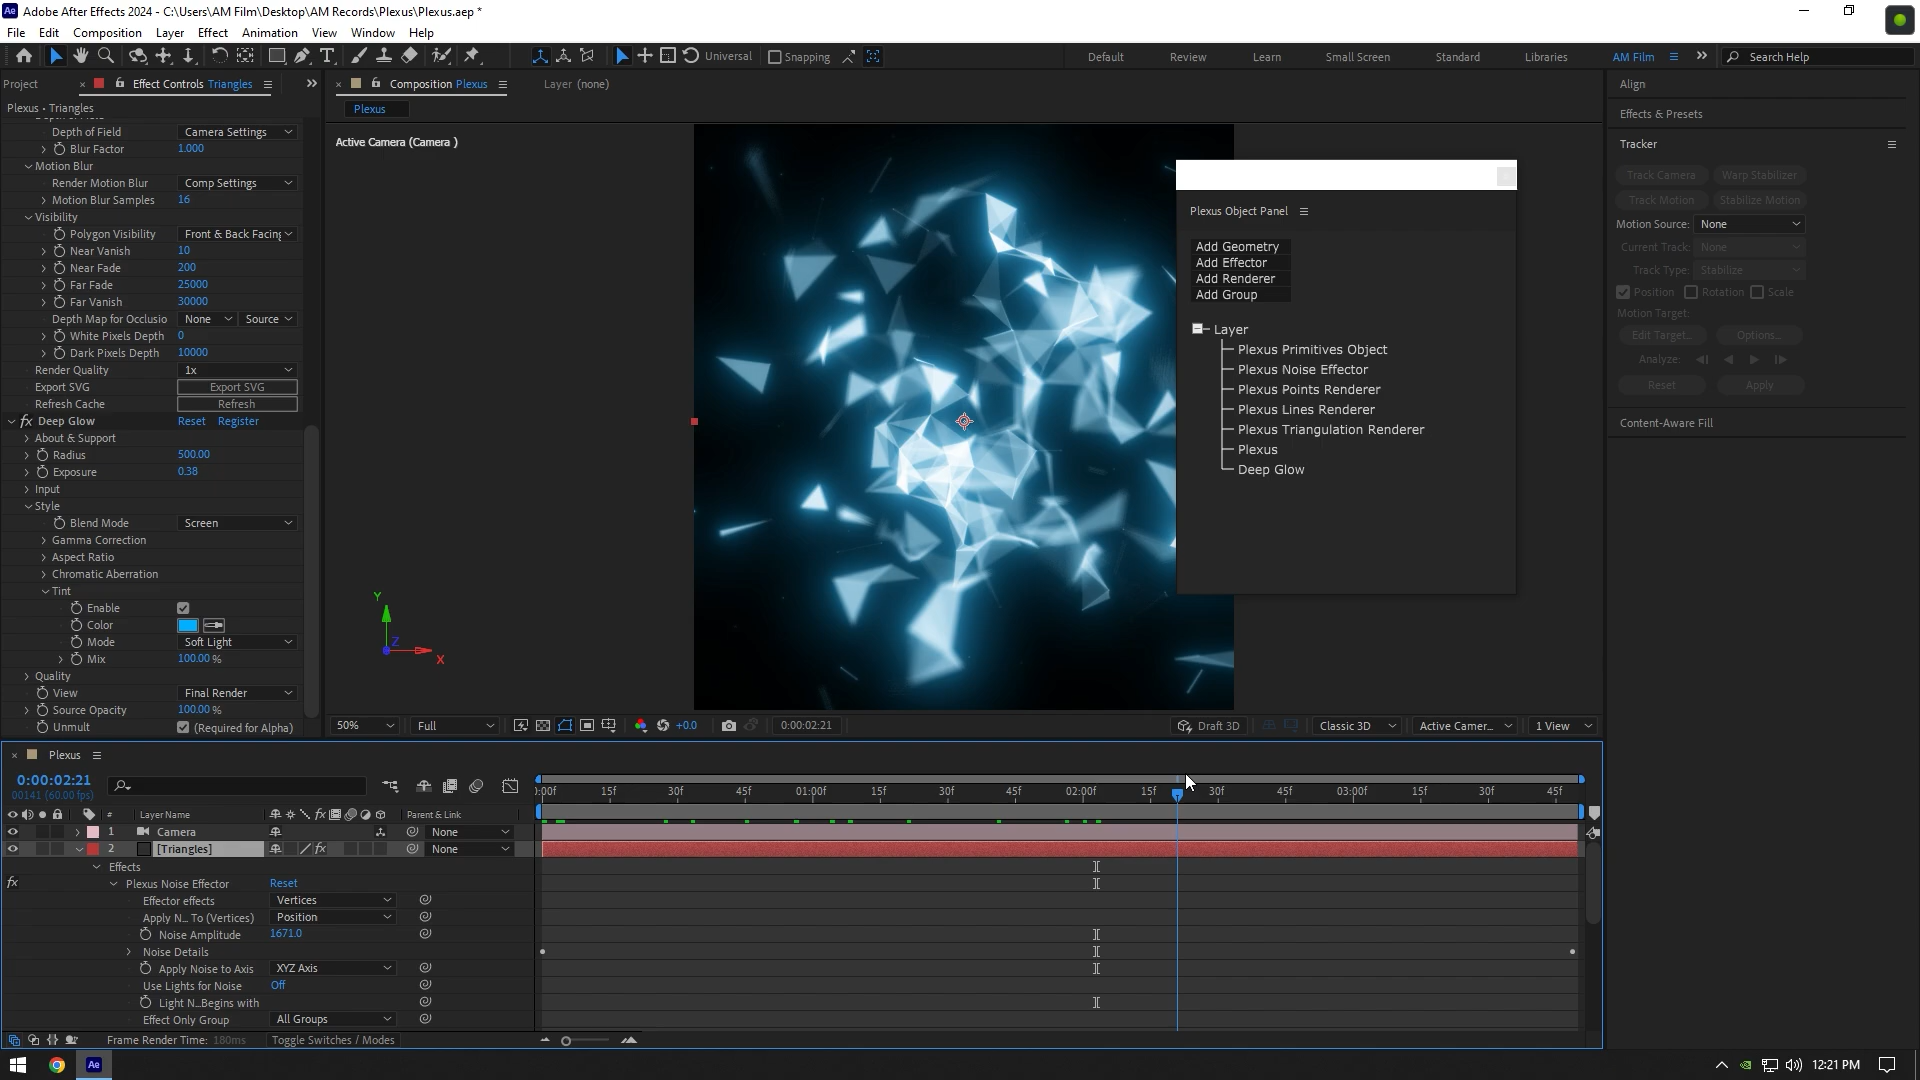 Adobe After Effects 2024 - C:\Users\AM Film\Desktop\AM Records\Plexus\Plexus.aep *
File Edit Composition Layer Effect Animation View Window Help
Universal Snapping Default Review Learn Small Screen Standard Libraries AM Film Search Help
Project Effect Controls Triangles Composition Plexus Layer (none) Align
Plexus • Triangles
Plexus
Effects & Presets
Depth of Field Camera Settings
Blur Factor 1.000
Motion Blur
Render Motion Blur Comp Settings
Motion Blur Samples 16
Visibility
Polygon Visibility Front & Back Facing
Near Vanish 10
Near Fade 200
Far Fade 25000
Far Vanish 30000
Depth Map for Occlusio None Source
White Pixels Depth 0
Dark Pixels Depth 10000
Render Quality 1x
Export SVG Export SVG
Refresh Cache Refresh
fx Deep Glow Reset Register
About & Support
Radius 500.00
Exposure 0.38
Input
Style
Blend Mode Screen
Gamma Correction
Aspect Ratio
Chromatic Aberration
Tint
Enable
Color
Mode Soft Light
Mix 100.00 %
Quality
View Final Render
Source Opacity 100.00 %
Unmult (Required for Alpha)
Active Camera (Camera )
Y
Z
X
Plexus Object Panel
Add Geometry
Add Effector
Add Renderer
Add Group
Layer
Plexus Primitives Object
Plexus Noise Effector
Plexus Points Renderer
Plexus Lines Renderer
Plexus Triangulation Renderer
Plexus
Deep Glow
50% Full +0.0 0:00:02:21 Draft 3D Classic 3D Active Camer... 1 View
Tracker
Track Camera Warp Stabilizer
Track Motion Stabilize Motion
Motion Source: None
Current Track: None
Track Type: Stabilize
Position Rotation Scale
Motion Target:
Edit Target... Options...
Analyze:
Reset Apply
Content-Aware Fill
Plexus
0:00:02:21
00141 (60.00 fps)
:00f 15f 30f 45f 01:00f 15f 30f 45f 02:00f 15f 30f 45f 03:00f 15f 30f 45f
# Layer Name fx Parent & Link
1 Camera None
2 [Triangles] fx None
Effects
fx Plexus Noise Effector Reset
Effector effects Vertices
Apply N... To (Vertices) Position
Noise Amplitude 1671.0
Noise Details
Apply Noise to Axis XYZ Axis
Use Lights for Noise Off
Light N...Begins with
Effect Only Group All Groups
Frame Render Time: 180ms Toggle Switches / Modes
Ae 12:21 PM